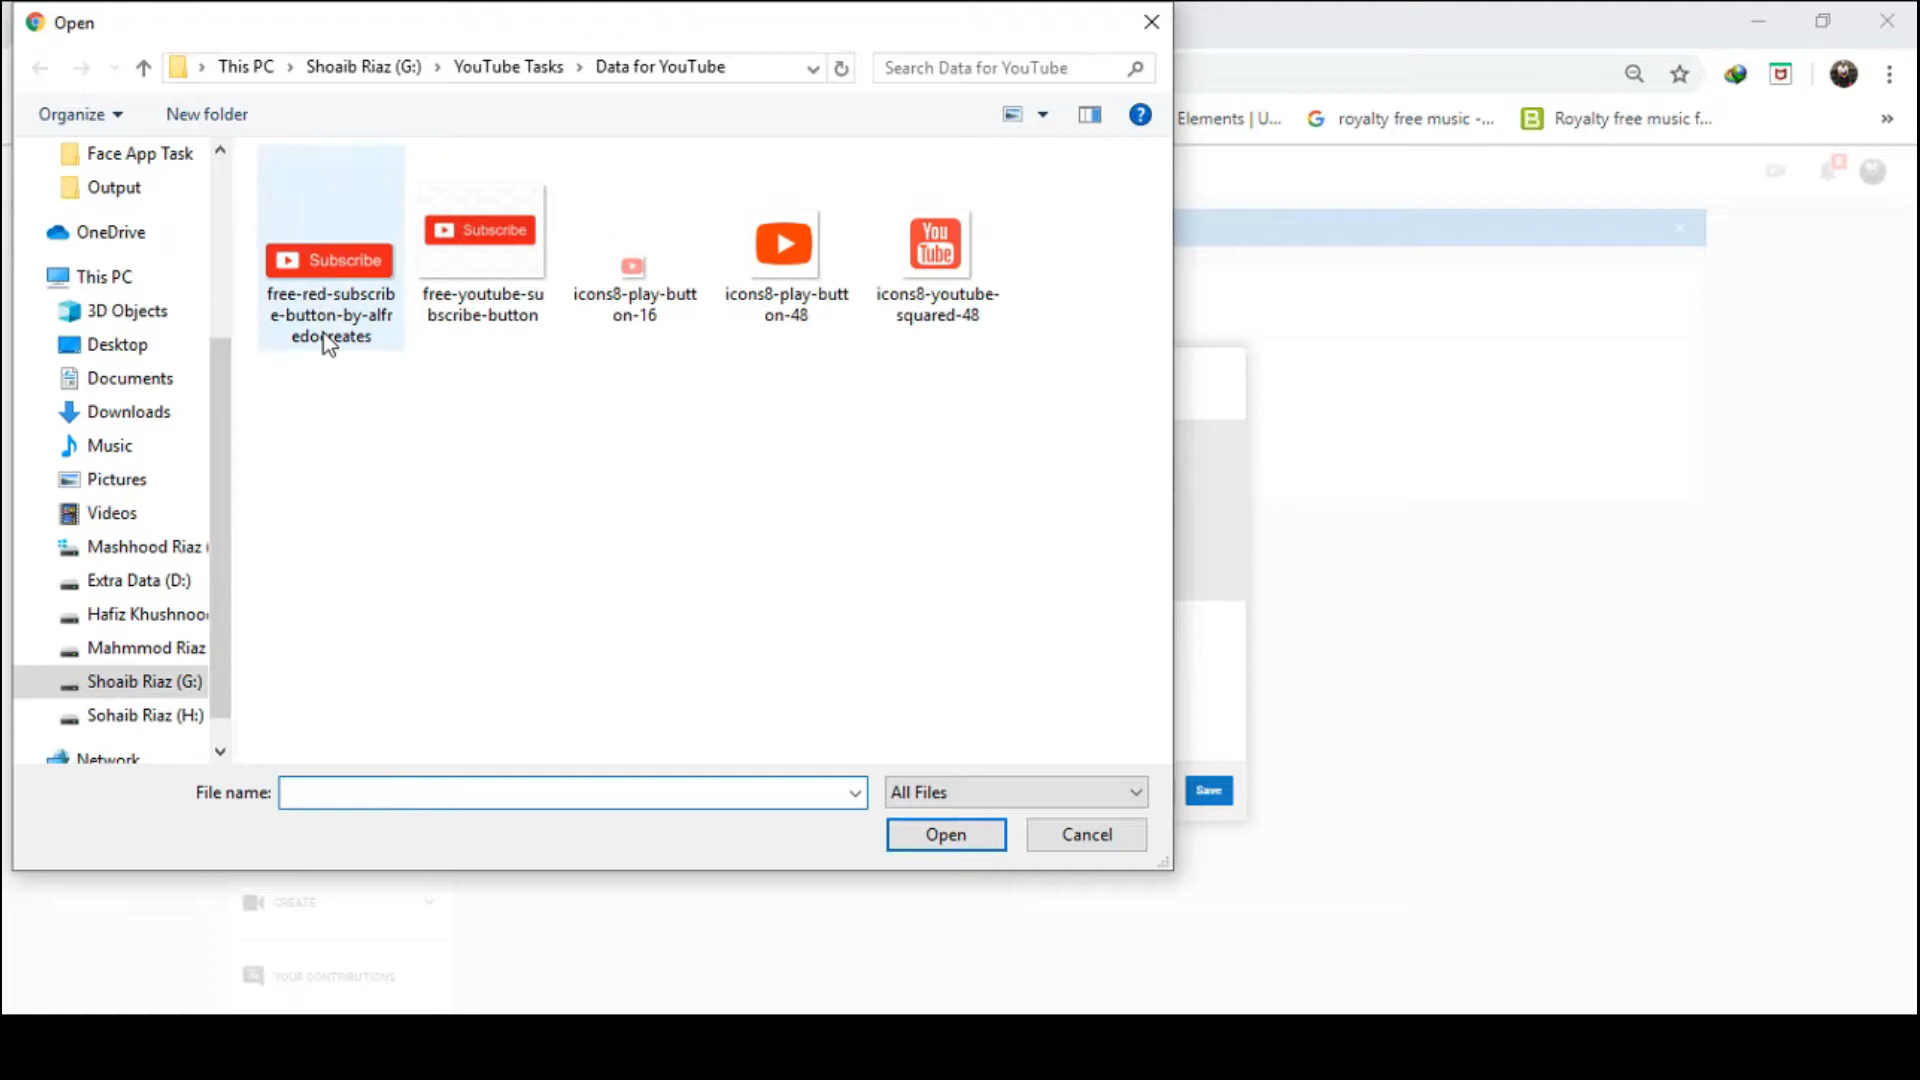 Open
This PC
Shoaib Riaz (G:)
YouTube Tasks
Data for YouTube
Search Data for YouTube
Organize
New folder
Elements | U...
royalty free music -...
Royalty free music f...
Face App Task
Output
OneDrive
This PC
3D Objects
Desktop
Documents
Downloads
Music
Pictures
Videos
Mashhood Riaz
Extra Data (D:)
Hafiz Khushnoo
Mahmmod Riaz
Shoaib Riaz (G:)
Sohaib Riaz (H:)
Network
Subscribe
free-red-subscrib
e-button-by-alfr
edocreates
Subscribe
free-youtube-su
bscribe-button
icons8-play-butt
on-16
icons8-play-butt
on-48
You
Tube
icons8-youtube-
squared-48
File name:
All Files
Open
Cancel
Save
CREATE
YOUR CONTRIBUTIONS